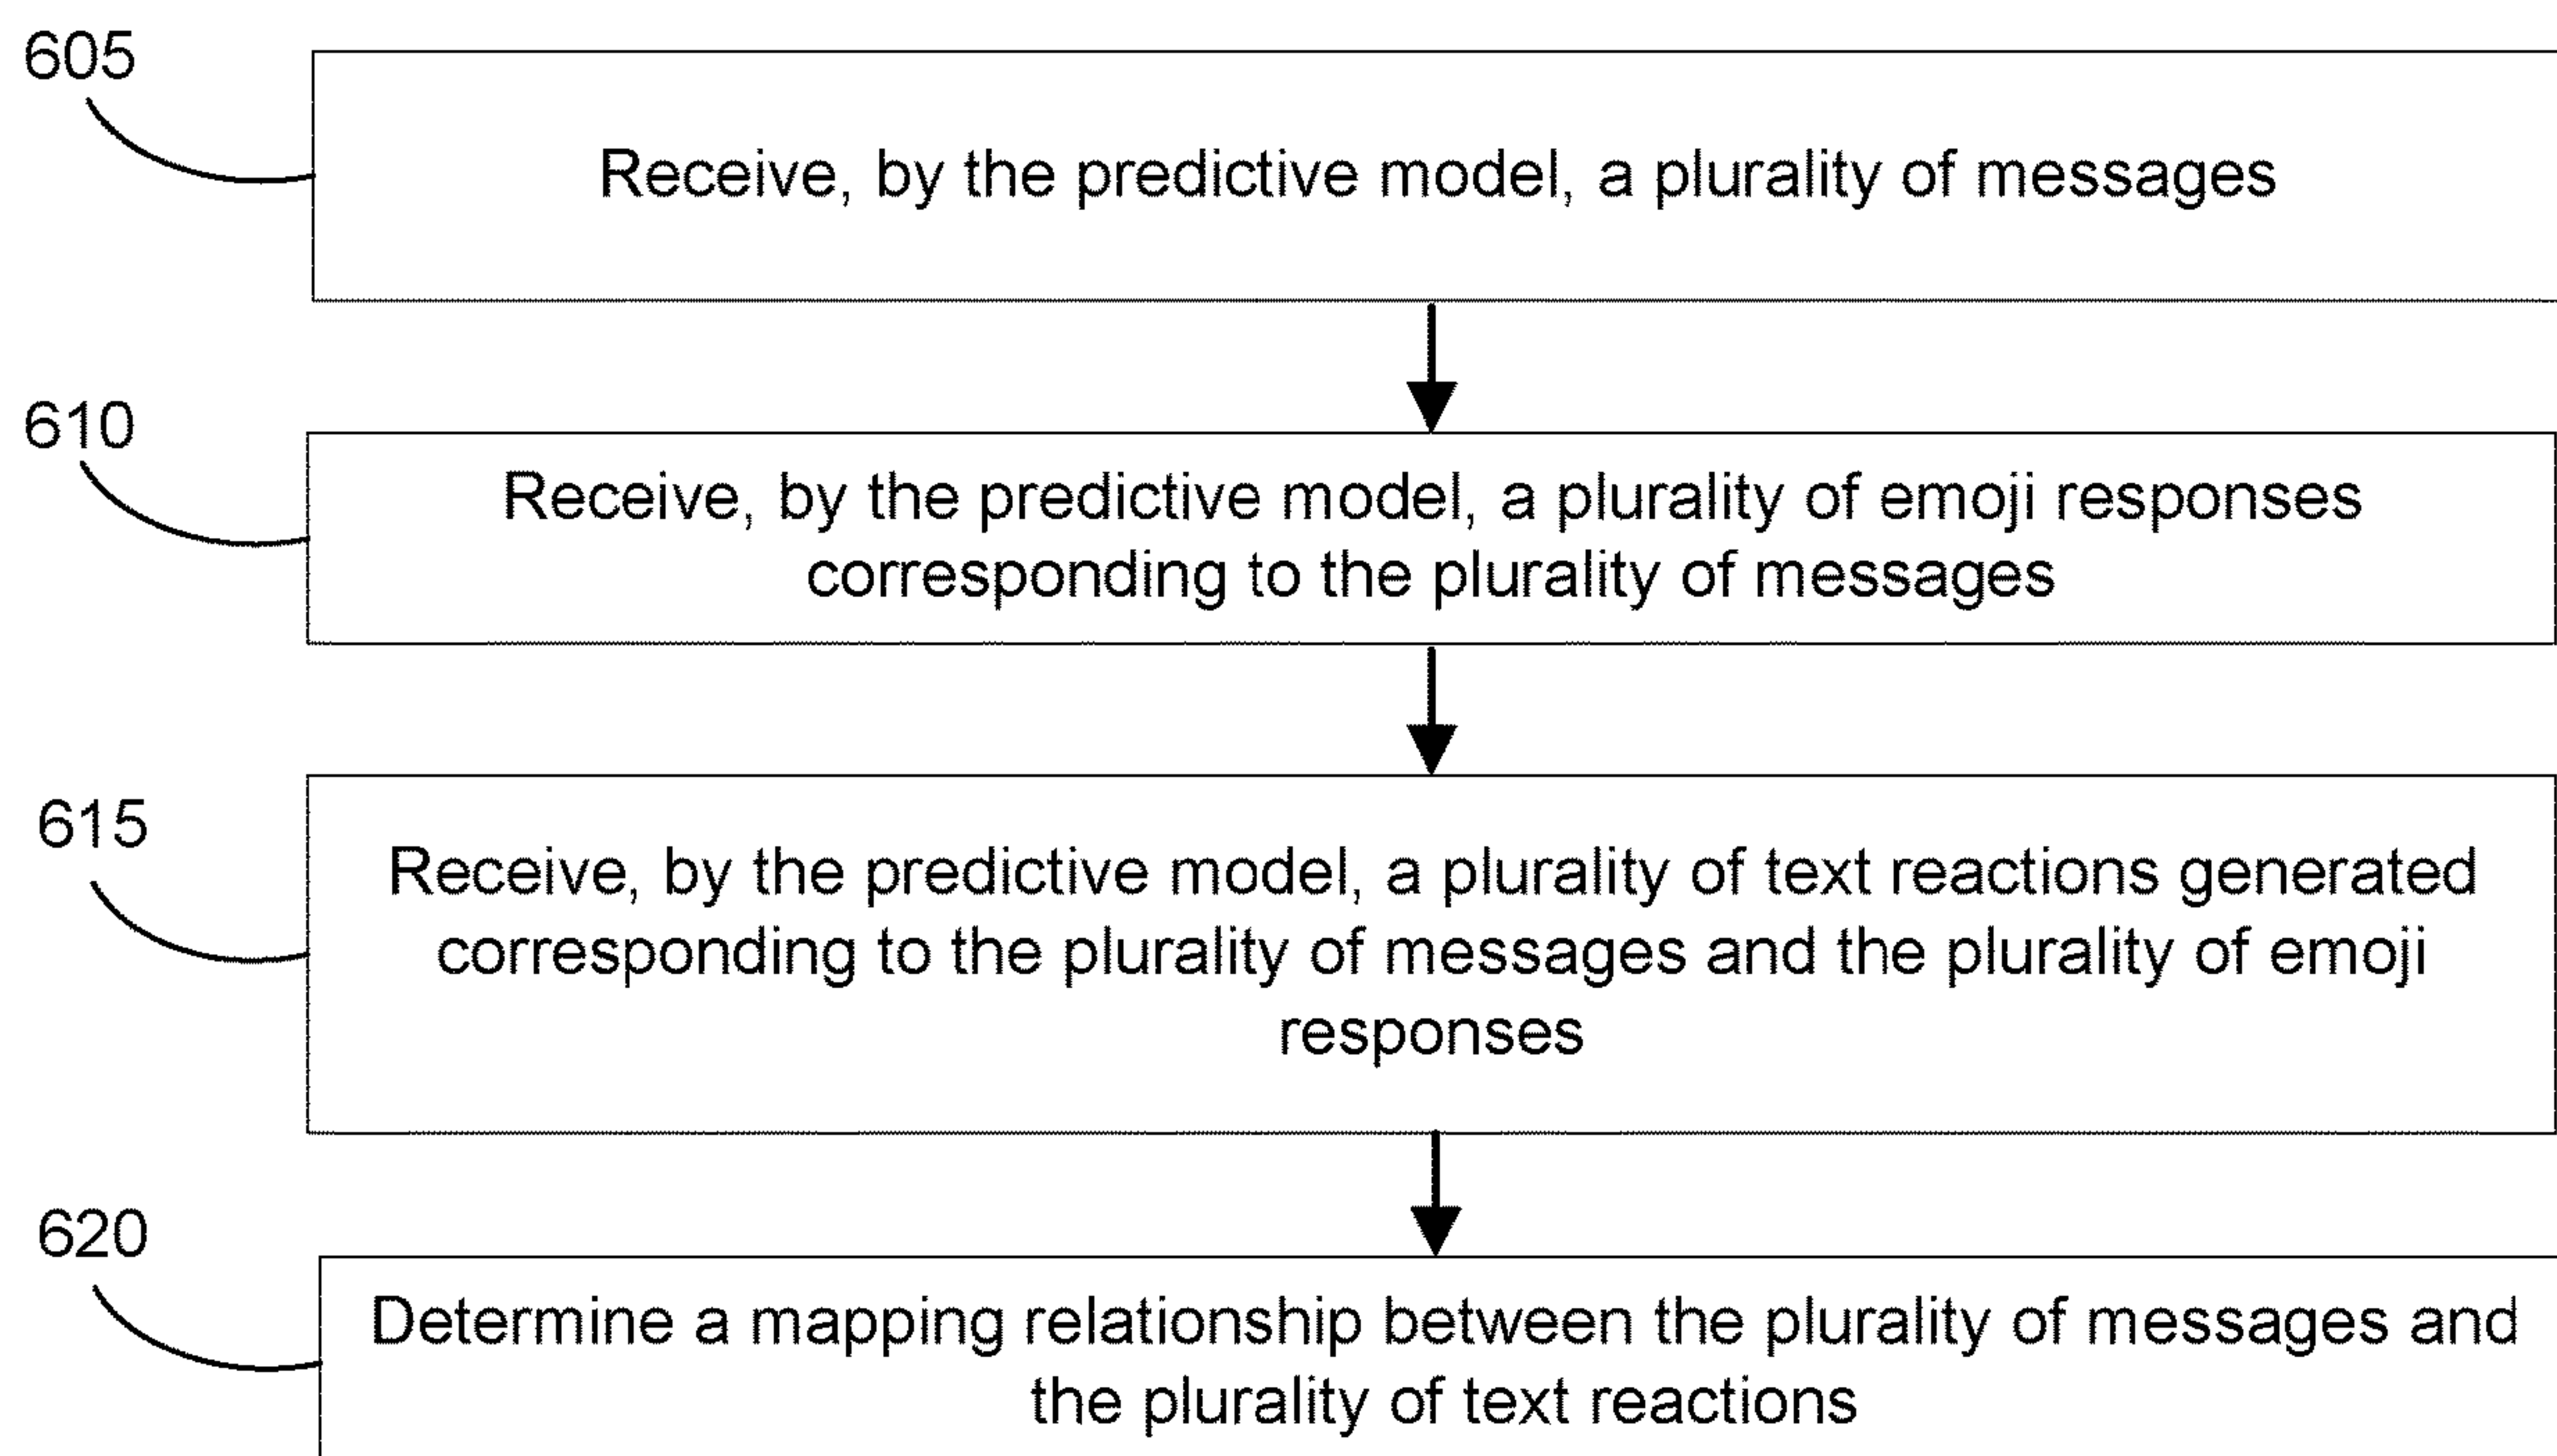 605
Receive, by the predictive model, a plurality of messages
610
Receive, by the predictive model, a plurality of emoji responses
corresponding to the plurality of messages
615
Receive, by the predictive model, a plurality of text reactions generated
corresponding to the plurality of messages and the plurality of emoji
responses
620
Determine a mapping relationship between the plurality of messages and
the plurality of text reactions